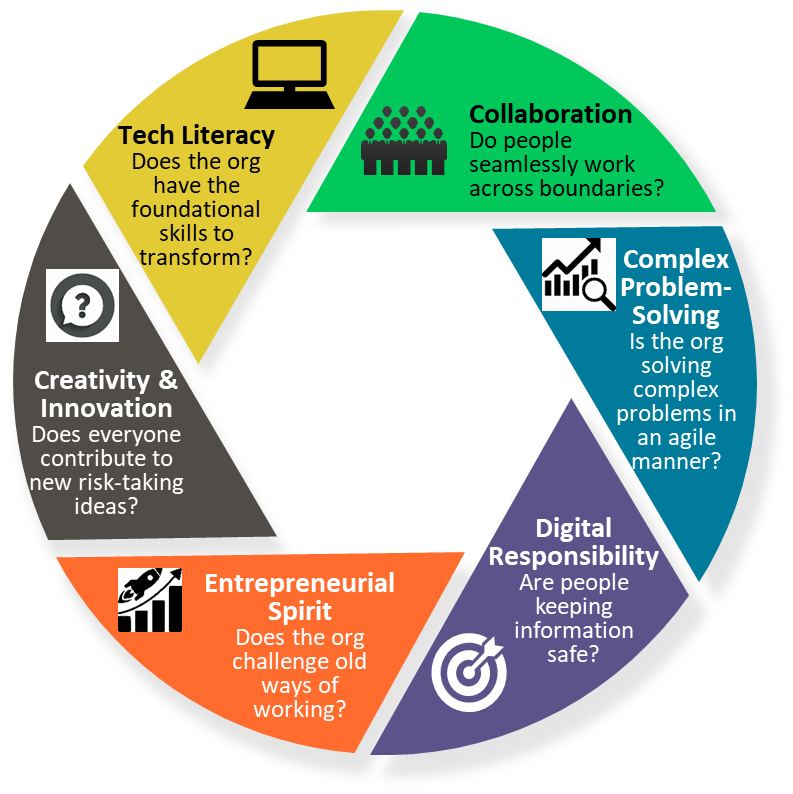 Tech Literacy
Does the org
have the
foundational
skills to
transform?
Collaboration
Do people
seamlessly work
across boundaries?
Complex
Problem-
Solving
Is the org
solving
complex
problems in
an agile
manner?
Digital
Responsibility
Are people
keeping
information
safe?
Entrepreneurial
Spirit
Does the org
challenge old
ways of
working?
Creativity &
Innovation
Does everyone
contribute to
new risk-taking
ideas?
?